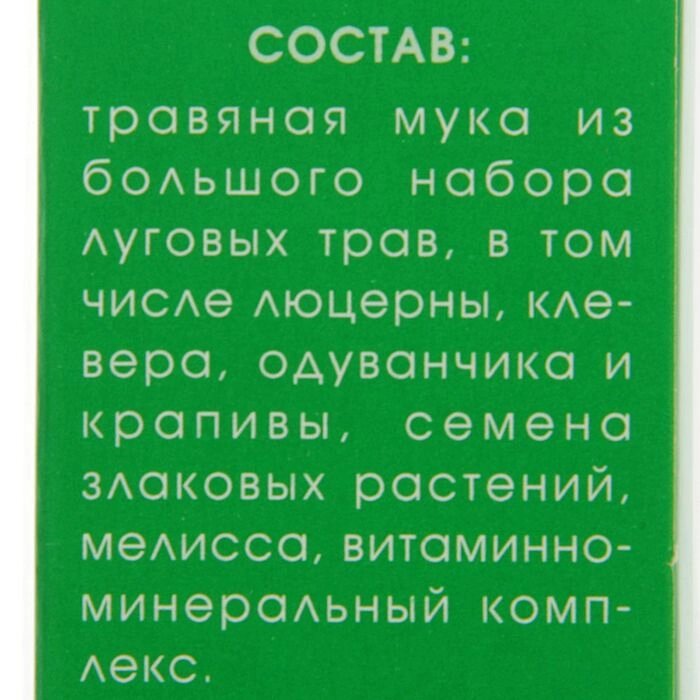 СОСТАВ:
травяная мука из
большого набора
луговых трав, в том
числе люцерны, кле-
вера, одуванчика и
крапивы, семена
злаковых растений,
мелисса, витаминно-
минеральный комп-
лекс.